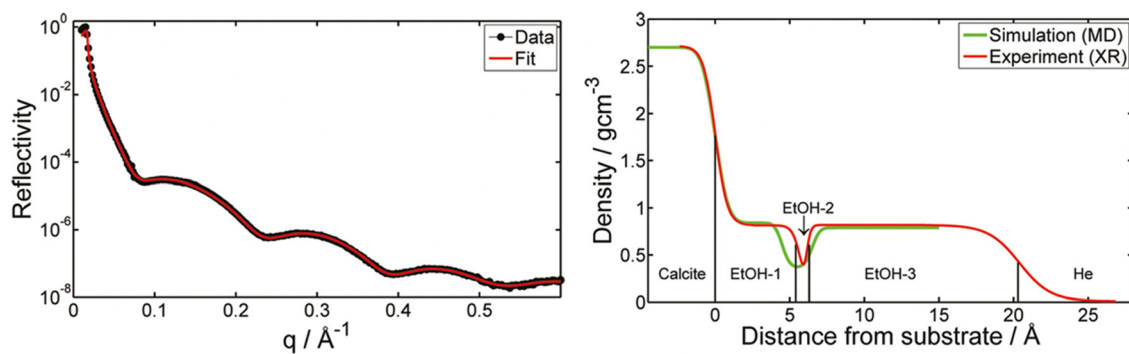 10⁰
10⁻²
10⁻⁴
10⁻⁶
10⁻⁸
Reflectivity
Data
Fit
0 0.1 0.2 0.3 0.4 0.5
q / Å⁻¹
3
2.5
2
1.5
1
0.5
0
Density / gcm⁻³
Simulation (MD)
Experiment (XR)
EtOH-2
Calcite EtOH-1 EtOH-3 He
0 5 10 15 20 25
Distance from substrate / Å